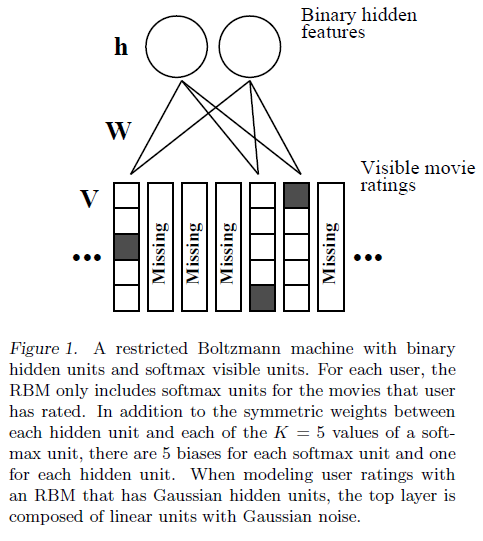 Binary hidden
features
h
W
Visible movie
ratings
V
Missing
Missing
Missing
Missing
...
...
Figure 1. A restricted Boltzmann machine with binary
hidden units and softmax visible units. For each user, the
RBM only includes softmax units for the movies that user
has rated. In addition to the symmetric weights between
each hidden unit and each of the K = 5 values of a soft-
max unit, there are 5 biases for each softmax unit and one
for each hidden unit. When modeling user ratings with
an RBM that has Gaussian hidden units, the top layer is
composed of linear units with Gaussian noise.